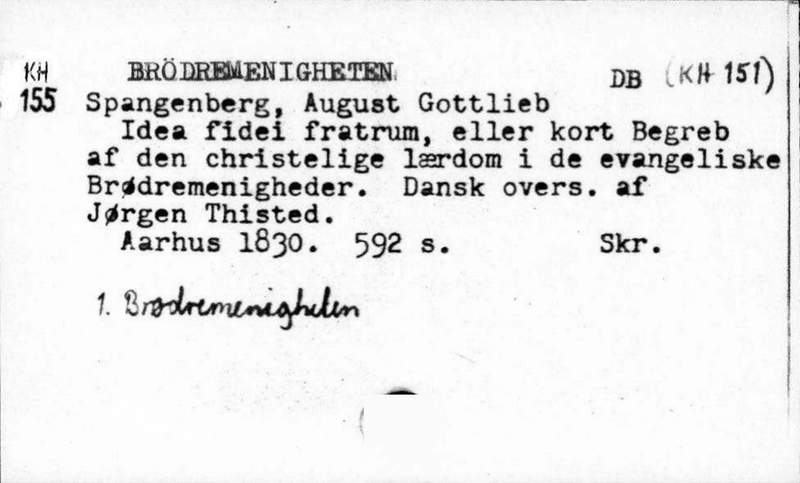 KH BRÖDREMENIGHETEN DB (KH 151)
155 Spangenberg, August Gottlieb
Idea fidei fratrum, eller kort Begreb
af den christelige lærdom i de evangeliske
Brødremenigheder. Dansk overs. af
Jørgen Thisted.
Aarhus 1830. 592 s. Skr.
1. Brødremenigheten